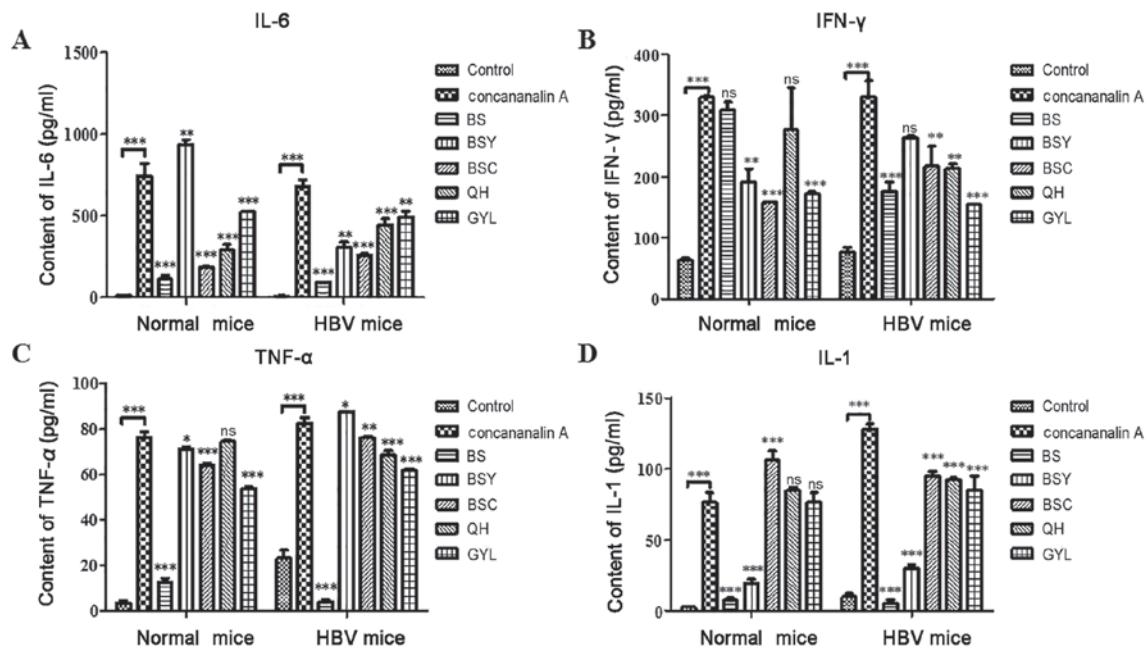 A
IL-6
Content of IL-6 (pg/ml)
1500
1000
500
0
***
***
**
***
***
***
***
***
**
***
***
**
Normal mice
HBV mice
Control
concananalin A
BS
BSY
BSC
QH
GYL
B
IFN-γ
Content of IFN-γ (pg/ml)
400
300
200
100
0
***
ns
**
***
ns
***
***
***
ns
**
**
***
Normal mice
HBV mice
Control
concananalin A
BS
BSY
BSC
QH
GYL
C
TNF-α
Content of TNF-α (pg/ml)
100
80
60
40
20
0
***
***
*
***
ns
***
***
***
*
**
***
***
Normal mice
HBV mice
Control
concananalin A
BS
BSY
BSC
QH
GYL
D
IL-1
Content of IL-1 (pg/ml)
150
100
50
0
***
***
***
***
ns
ns
***
***
***
***
***
***
Normal mice
HBV mice
Control
concananalin A
BS
BSY
BSC
QH
GYL